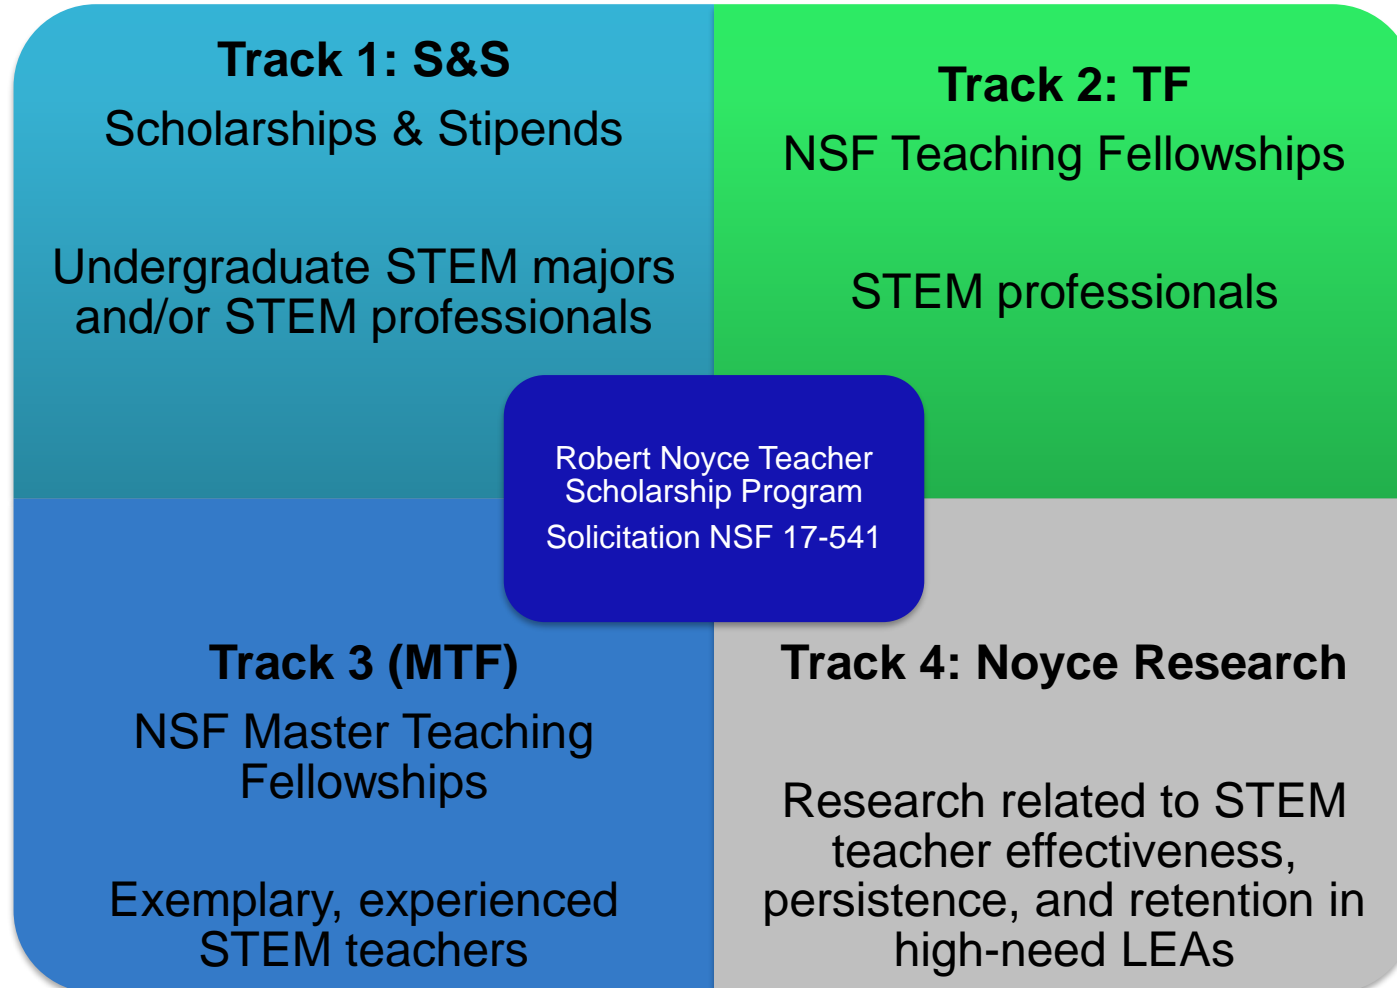 Track 1: S&S
Scholarships & Stipends
Undergraduate STEM majors
and/or STEM professionals
Track 2: TF
NSF Teaching Fellowships
STEM professionals
Robert Noyce Teacher
Scholarship Program
Solicitation NSF 17-541
Track 3 (MTF)
NSF Master Teaching
Fellowships
Exemplary, experienced
STEM teachers
Track 4: Noyce Research
Research related to STEM
teacher effectiveness,
persistence, and retention in
high-need LEAs